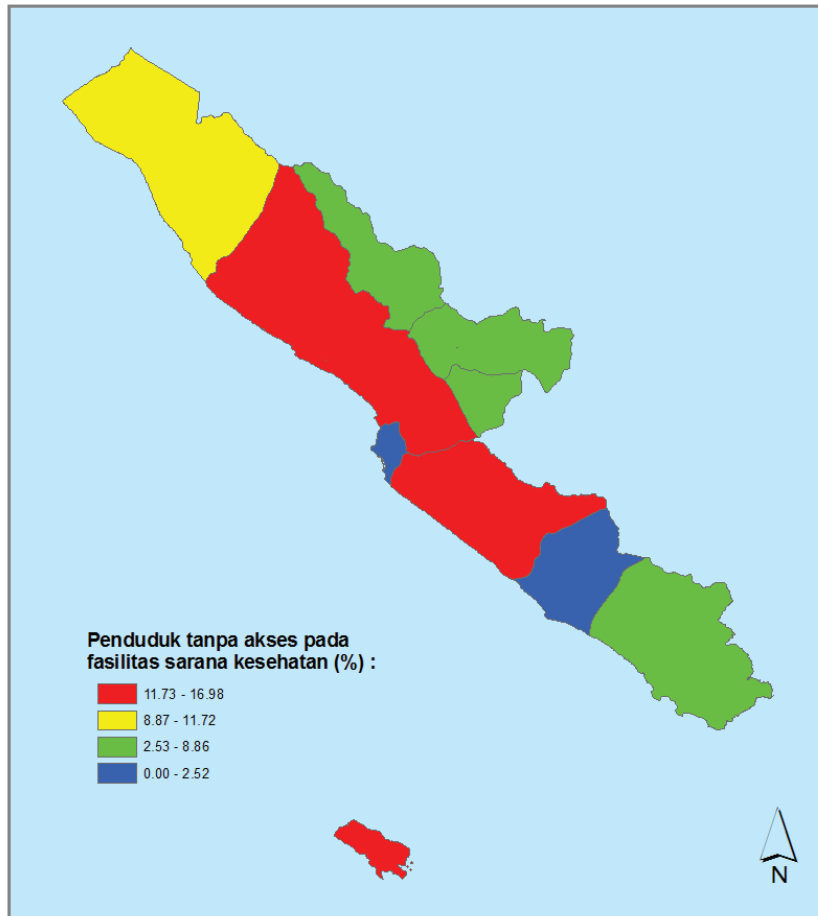 Penduduk tanpa akses pada
fasilitas sarana kesehatan (%) :
11.73 - 16.98
8.87 - 11.72
2.53 - 8.86
0.00 - 2.52
N